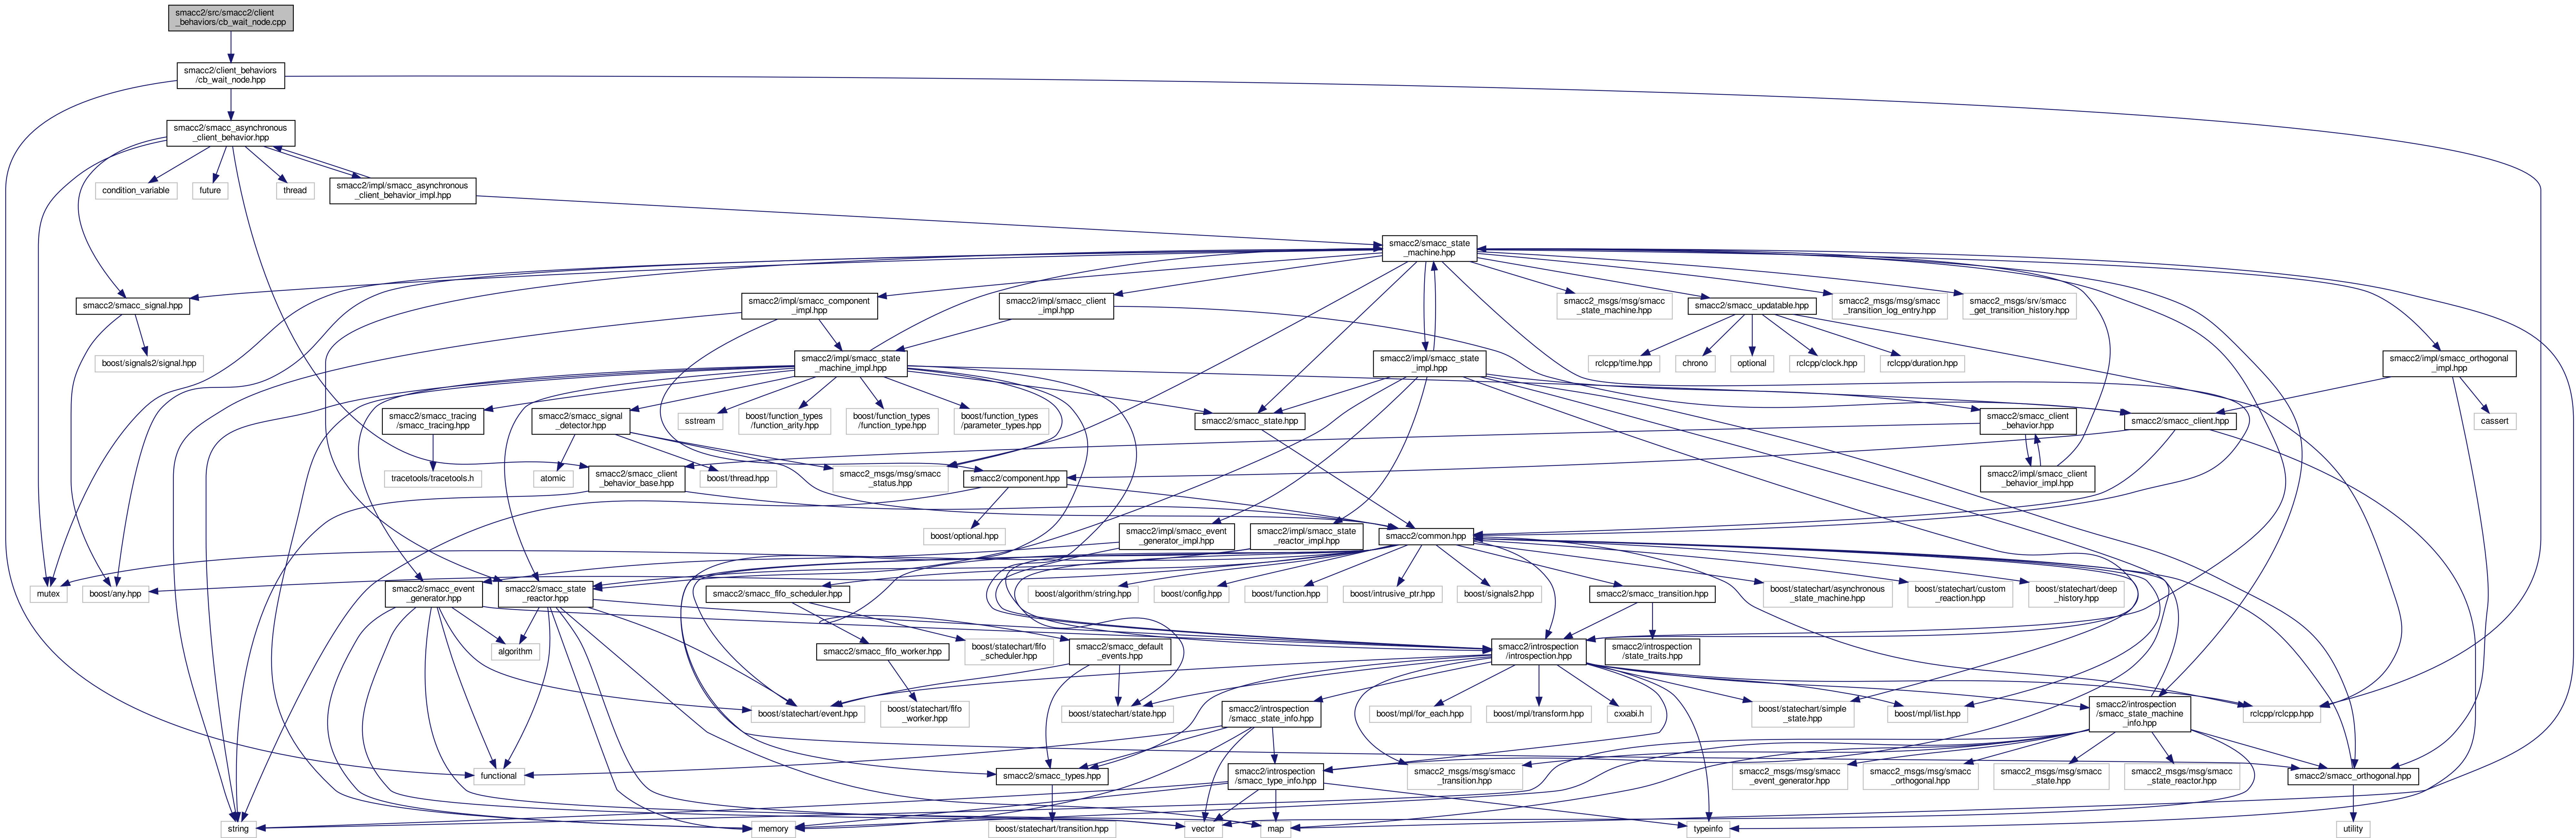 smacc2/src/smacc2/client
_behaviors/cb_wait_node.cpp
smacc2/client_behaviors
/cb_wait_node.hpp
smacc2/smacc_asynchronous
_client_behavior.hpp
condition_variable
future
thread
smacc2/impl/smacc_asynchronous
_client_behavior_impl.hpp
smacc2/smacc_state
_machine.hpp
smacc2/smacc_signal.hpp
smacc2/impl/smacc_component
_impl.hpp
smacc2/impl/smacc_client
_impl.hpp
smacc2_msgs/msg/smacc
_state_machine.hpp
smacc2/smacc_updatable.hpp
smacc2_msgs/msg/smacc
_transition_log_entry.hpp
smacc2_msgs/srv/smacc
_get_transition_history.hpp
boost/signals2/signal.hpp
smacc2/impl/smacc_state
_machine_impl.hpp
smacc2/impl/smacc_state
_impl.hpp
rclcpp/time.hpp
chrono
optional
rclcpp/clock.hpp
rclcpp/duration.hpp
smacc2/impl/smacc_orthogonal
_impl.hpp
smacc2/smacc_tracing
/smacc_tracing.hpp
smacc2/smacc_signal
_detector.hpp
sstream
boost/function_types
/function_arity.hpp
boost/function_types
/function_type.hpp
boost/function_types
/parameter_types.hpp
smacc2/smacc_state.hpp
smacc2/smacc_client
_behavior.hpp
smacc2/smacc_client.hpp
cassert
tracetools/tracetools.h
atomic
smacc2/smacc_client
_behavior_base.hpp
boost/thread.hpp
smacc2_msgs/msg/smacc
_status.hpp
smacc2/component.hpp
smacc2/impl/smacc_client
_behavior_impl.hpp
boost/optional.hpp
smacc2/impl/smacc_event
_generator_impl.hpp
smacc2/impl/smacc_state
_reactor_impl.hpp
smacc2/common.hpp
mutex
boost/any.hpp
smacc2/smacc_event
_generator.hpp
smacc2/smacc_state
_reactor.hpp
smacc2/smacc_fifo_scheduler.hpp
boost/algorithm/string.hpp
boost/config.hpp
boost/function.hpp
boost/intrusive_ptr.hpp
boost/signals2.hpp
smacc2/smacc_transition.hpp
boost/statechart/asynchronous
_state_machine.hpp
boost/statechart/custom
_reaction.hpp
boost/statechart/deep
_history.hpp
algorithm
smacc2/smacc_fifo_worker.hpp
boost/statechart/fifo
_scheduler.hpp
smacc2/smacc_default
_events.hpp
smacc2/introspection
/introspection.hpp
smacc2/introspection
/state_traits.hpp
boost/statechart/event.hpp
boost/statechart/fifo
_worker.hpp
boost/statechart/state.hpp
smacc2/introspection
/smacc_state_info.hpp
boost/mpl/for_each.hpp
boost/mpl/transform.hpp
cxxabi.h
boost/statechart/simple
_state.hpp
boost/mpl/list.hpp
smacc2/introspection
/smacc_state_machine
_info.hpp
rclcpp/rclcpp.hpp
functional
smacc2/smacc_types.hpp
smacc2/introspection
/smacc_type_info.hpp
smacc2_msgs/msg/smacc
_transition.hpp
smacc2_msgs/msg/smacc
_event_generator.hpp
smacc2_msgs/msg/smacc
_orthogonal.hpp
smacc2_msgs/msg/smacc
_state.hpp
smacc2_msgs/msg/smacc
_state_reactor.hpp
smacc2/smacc_orthogonal.hpp
string
memory
boost/statechart/transition.hpp
vector
map
typeinfo
utility